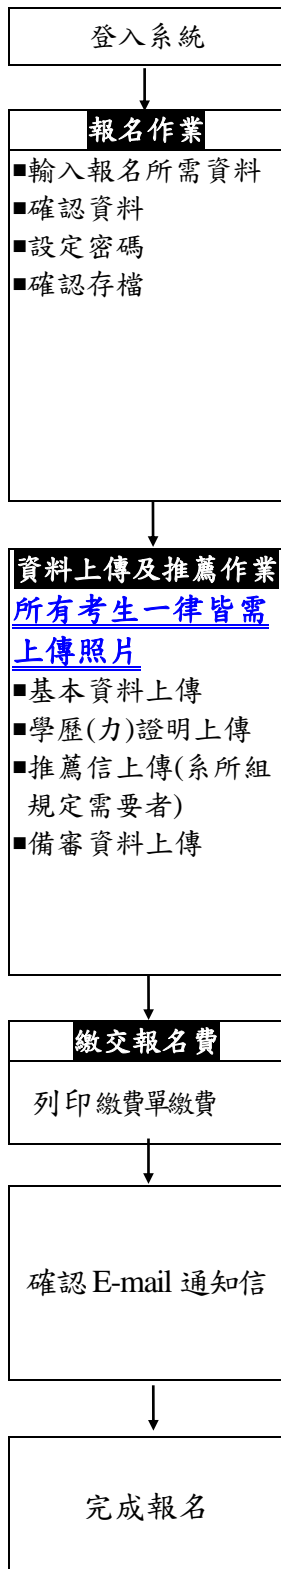 登入系統
報名作業
■輸入報名所需資料
■確認資料
■設定密碼
■確認存檔
資料上傳及推薦作業
所有考生一律皆需
上傳照片
■基本資料上傳
■學歷(力)證明上傳
■推薦信上傳(系所組
規定需要者)
■備審資料上傳
繳交報名費
列印繳費單繳費
確認E-mail 通知信
完成報名